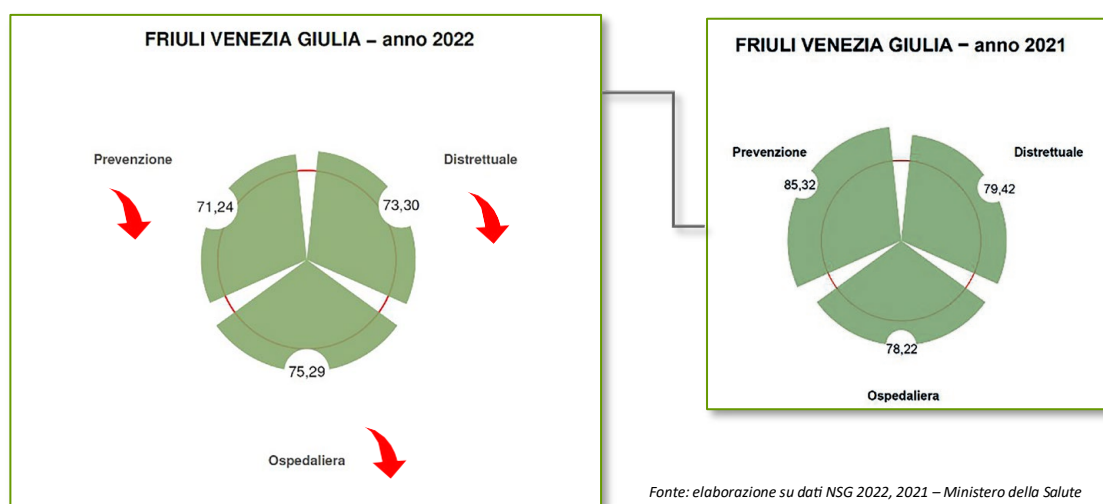 FRIULI VENEZIA GIULIA – anno 2022
Prevenzione
Distrettuale
71,24
73,30
75,29
Ospedaliera
FRIULI VENEZIA GIULIA – anno 2021
Prevenzione
Distrettuale
85,32
79,42
78,22
Ospedaliera
Fonte: elaborazione su dati NSG 2022, 2021 – Ministero della Salute